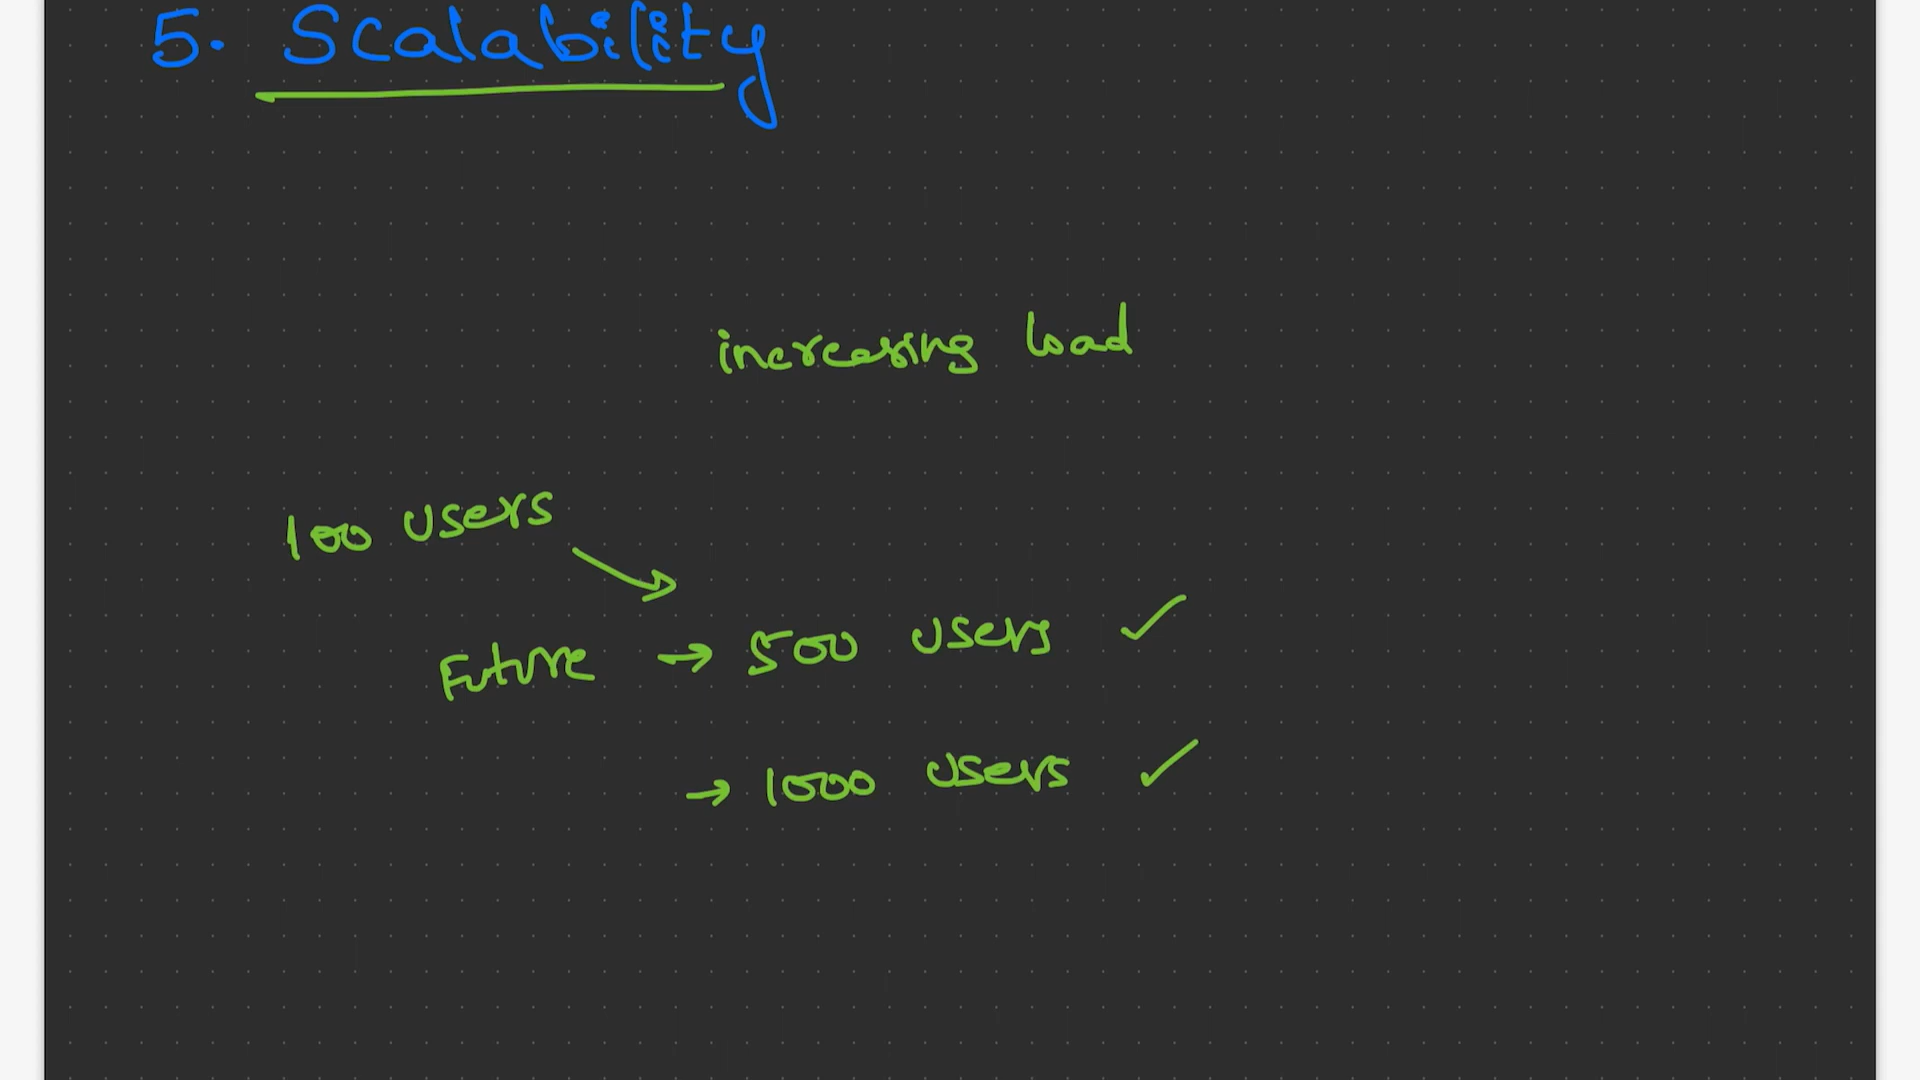 5. Scalability
increasing load
100 users
Future → 500 users ✓
→ 1000 users ✓